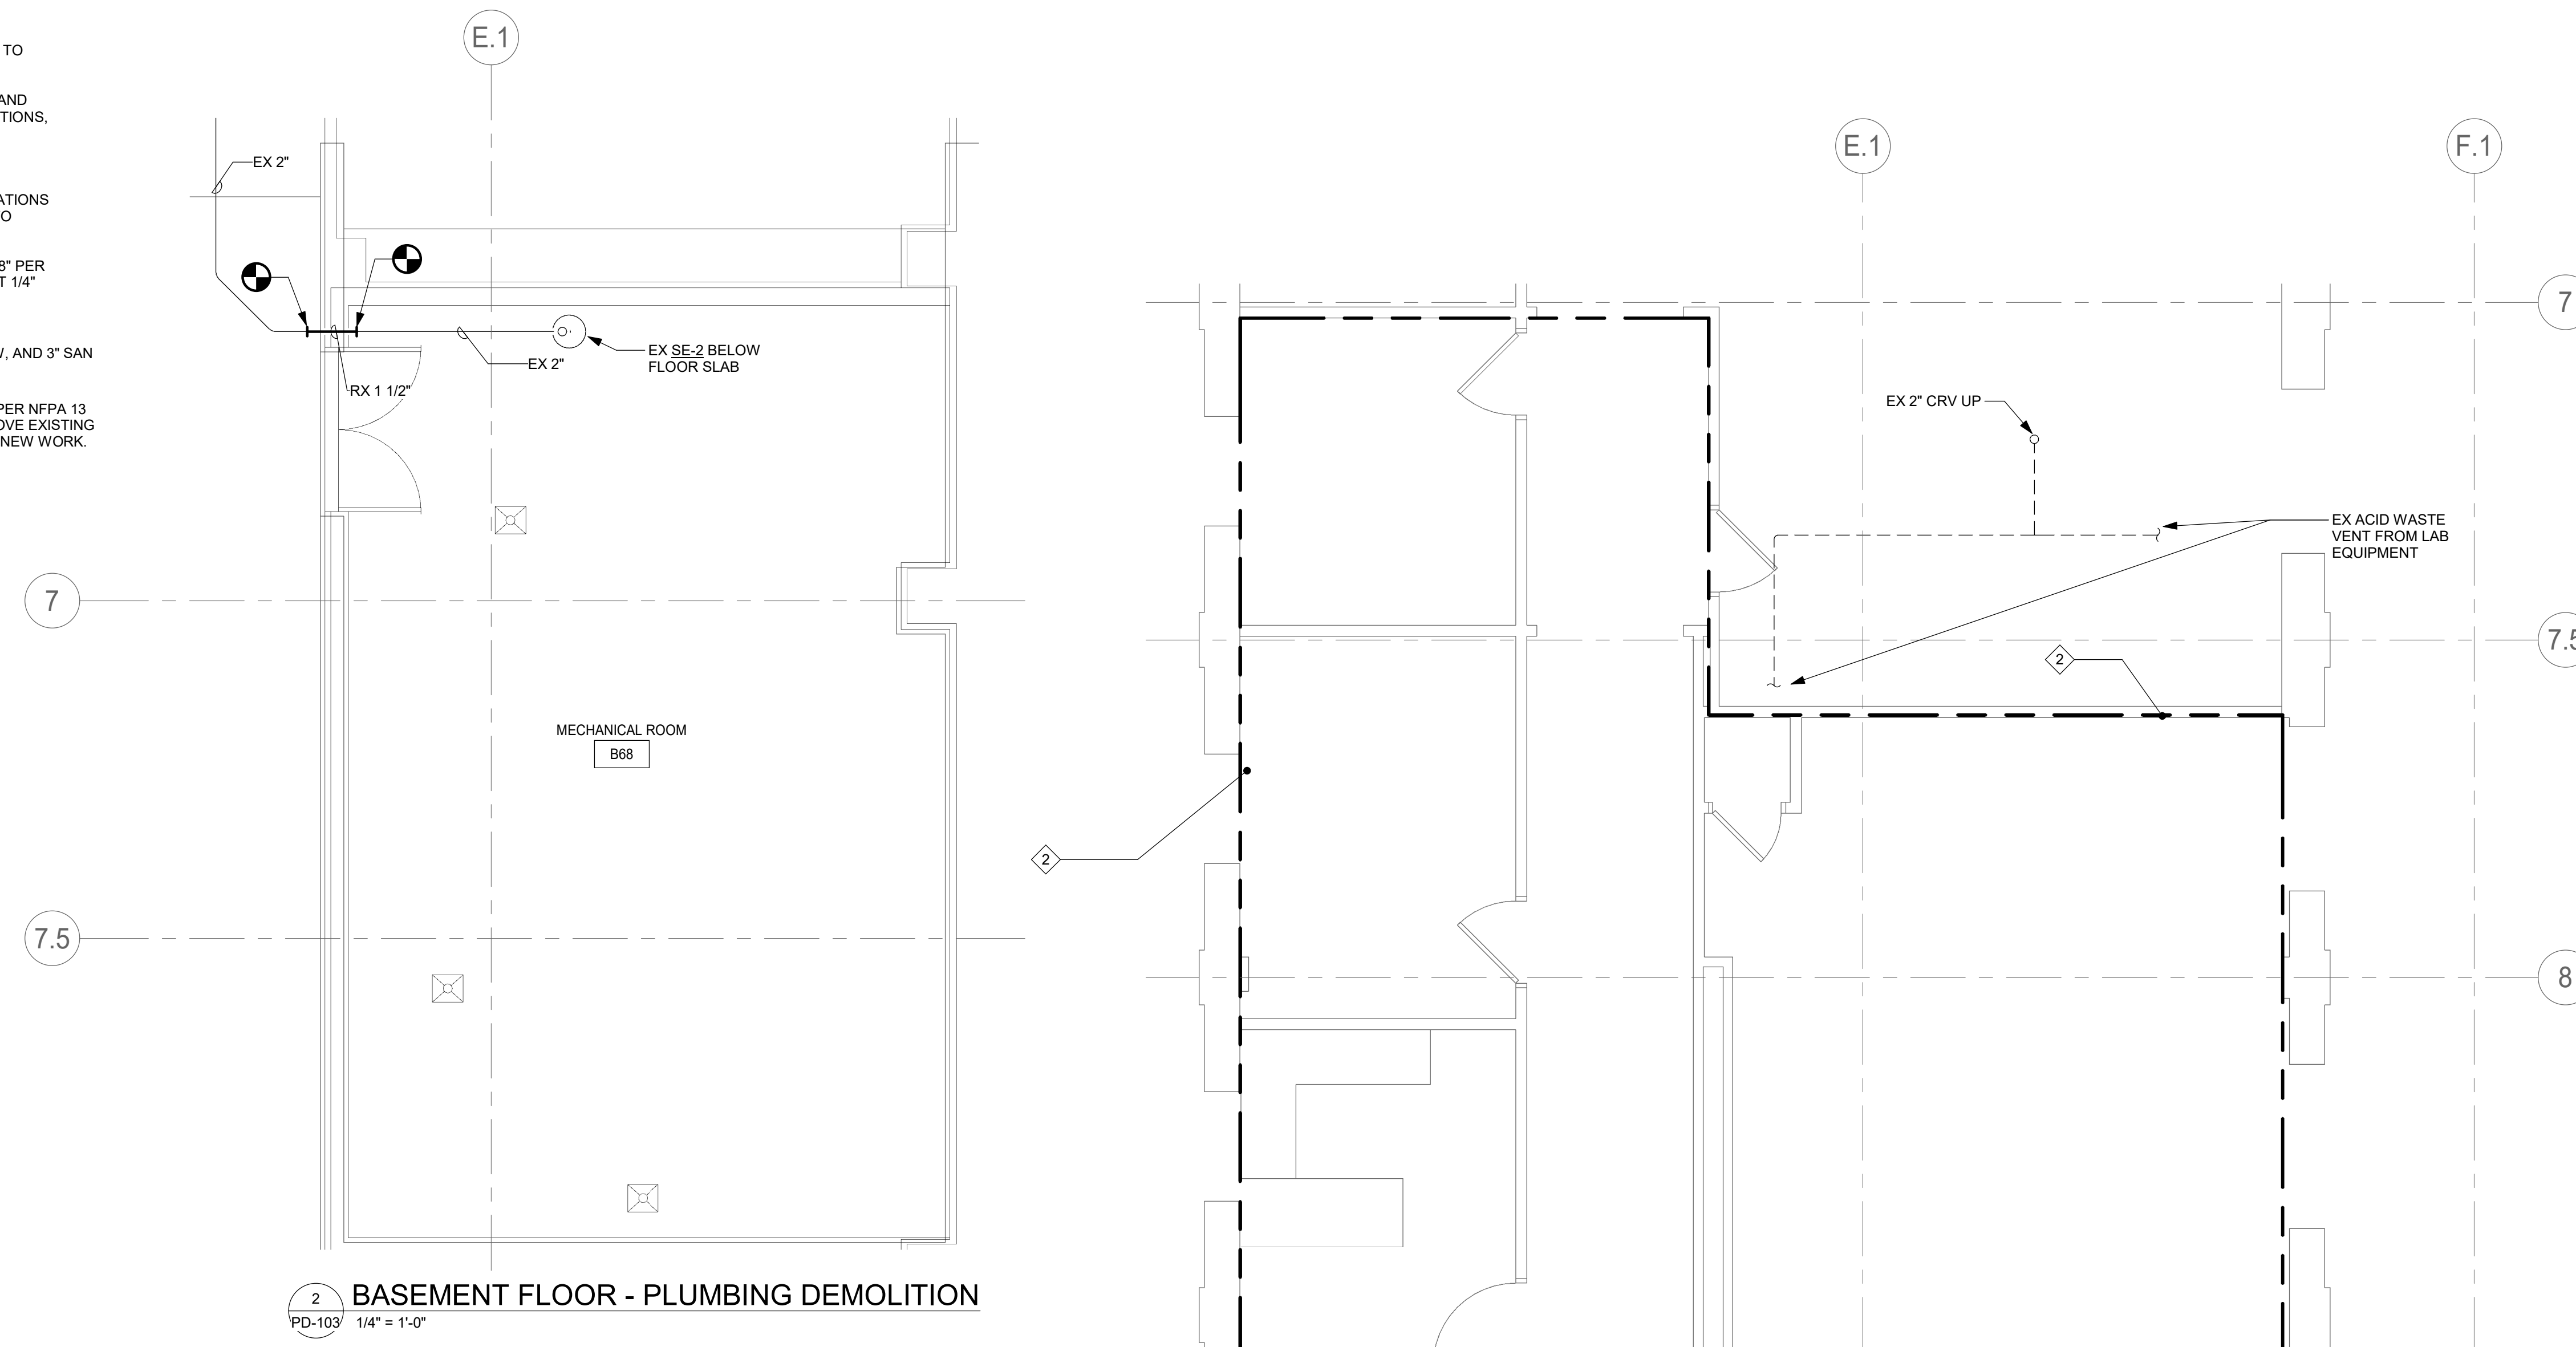 TO
AND
TIONS,
ATIONS
O
8" PER
T 1/4"
, AND 3" SAN
PER NFPA 13
OVE EXISTING
NEW WORK.
E.1
EX 2"
RX 1 1/2"
EX 2"
EX SE-2 BELOW
FLOOR SLAB
7
7.5
MECHANICAL ROOM
B68
2
PD-103
BASEMENT FLOOR - PLUMBING DEMOLITION
1/4" = 1'-0"
E.1
F.1
7
EX 2" CRV UP
EX ACID WASTE
VENT FROM LAB
EQUIPMENT
7.5
2
2
8